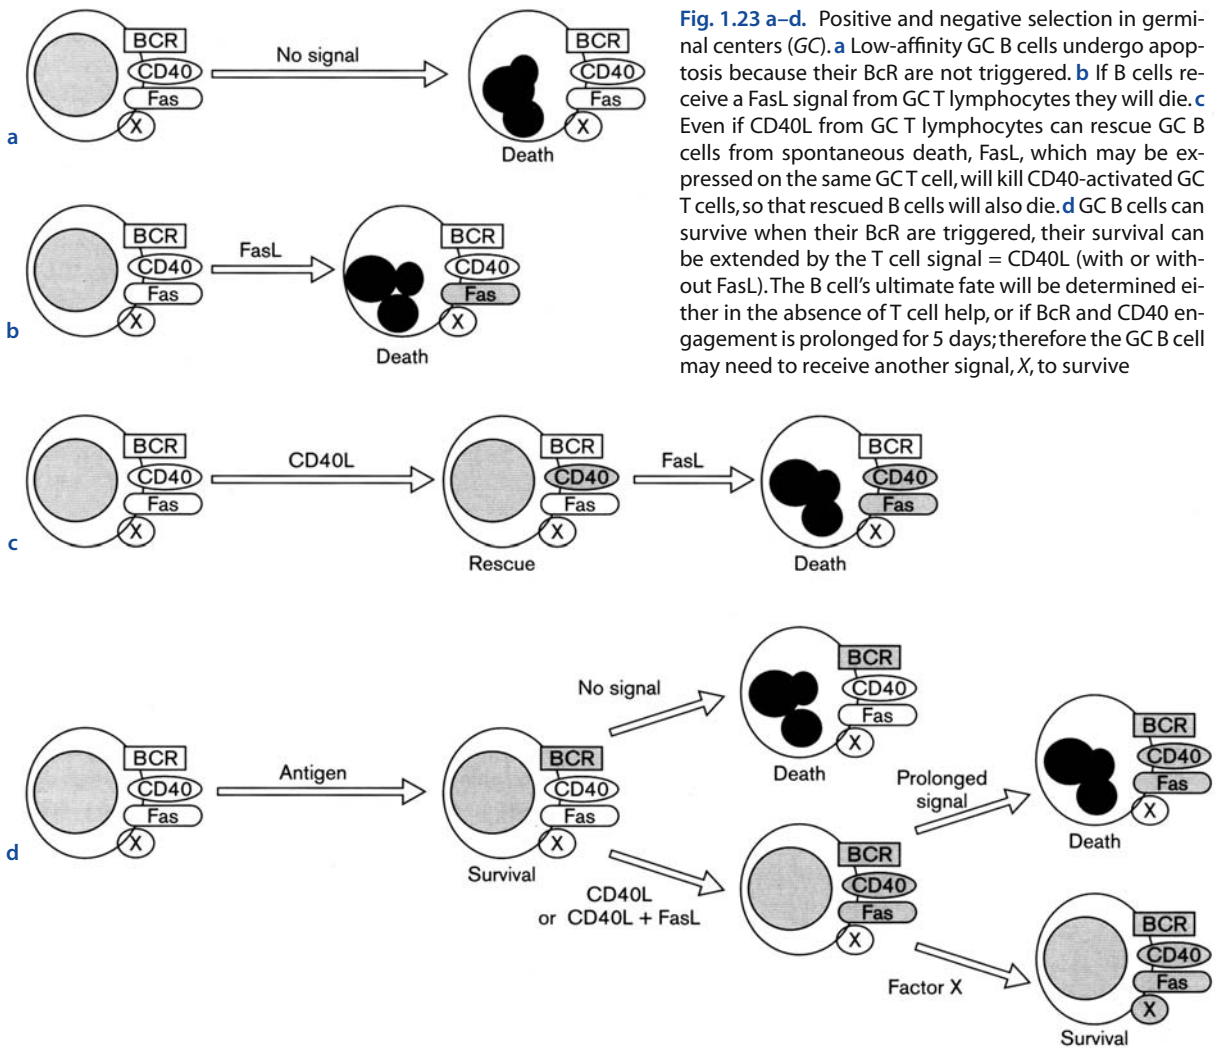 Fig. 1.23 a–d. Positive and negative selection in germi-
nal centers (GC). a Low-affinity GC B cells undergo apop-
tosis because their BcR are not triggered. b If B cells re-
ceive a FasL signal from GC T lymphocytes they will die. c
Even if CD40L from GC T lymphocytes can rescue GC B
cells from spontaneous death, FasL, which may be ex-
pressed on the same GC T cell, will kill CD40-activated GC
T cells, so that rescued B cells will also die. d GC B cells can
survive when their BcR are triggered, their survival can
be extended by the T cell signal = CD40L (with or with-
out FasL). The B cell's ultimate fate will be determined ei-
ther in the absence of T cell help, or if BcR and CD40 en-
gagement is prolonged for 5 days; therefore the GC B cell
may need to receive another signal, X, to survive
a
BCR
CD40
Fas
X
No signal
BCR
CD40
Fas
X
Death
b
BCR
CD40
Fas
X
FasL
BCR
CD40
Fas
X
Death
c
BCR
CD40
Fas
X
CD40L
BCR
CD40
Fas
X
Rescue
FasL
BCR
CD40
Fas
X
Death
d
BCR
CD40
Fas
X
Antigen
BCR
CD40
Fas
X
Survival
No signal
BCR
CD40
Fas
X
Death
CD40L
or CD40L + FasL
BCR
CD40
Fas
X
Prolonged
signal
BCR
CD40
Fas
X
Death
Factor X
BCR
CD40
Fas
X
Survival